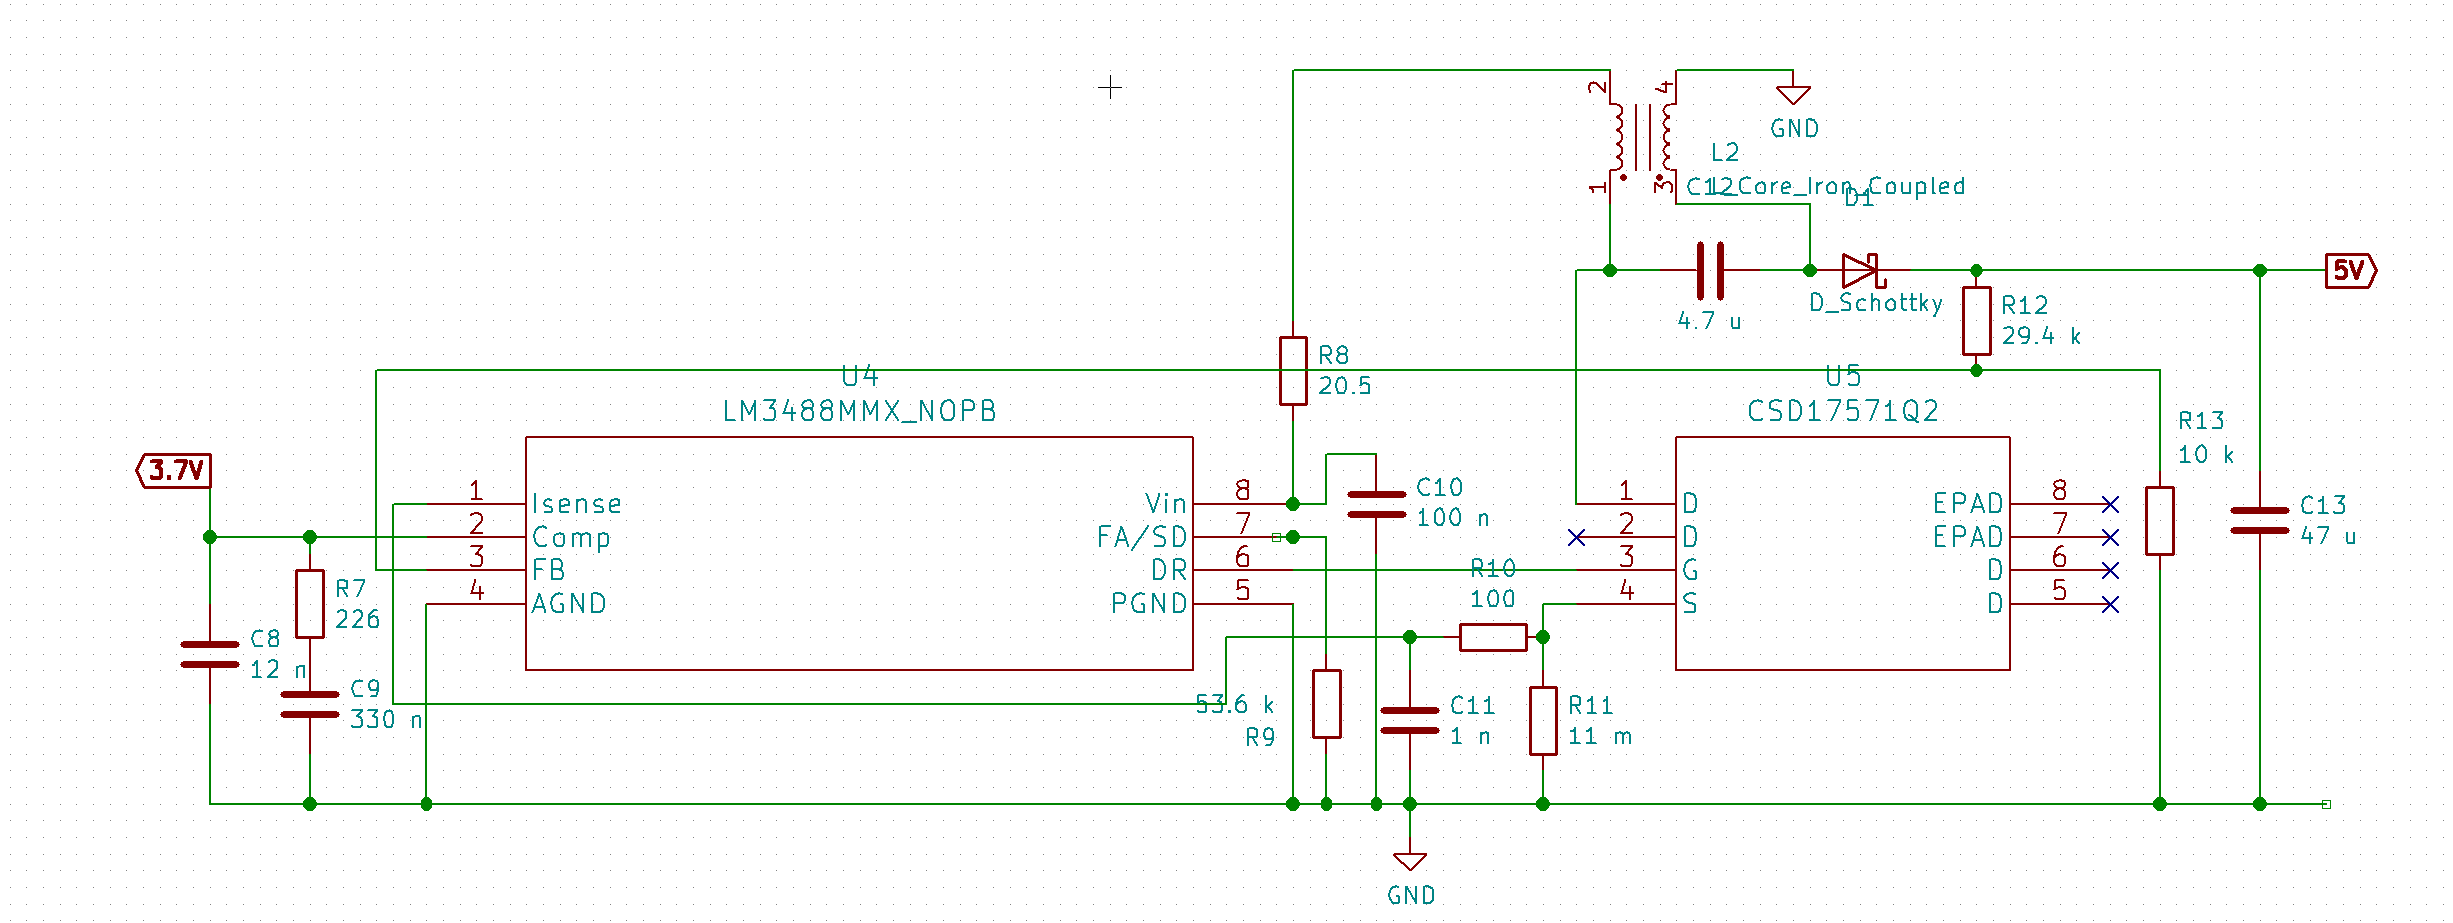 2
4
GND
L2
1
3
C12
L_Core_Iron_Coupled
D1
5V
4.7 u
D_Schottky
R12
29.4 k
R8
20.5
U4
LM3488MMX_NOPB
U5
CSD17571Q2
R13
10 k
3.7V
1
Isense
2
Comp
3
FB
4
AGND
Vin
8
FA/SD
7
DR
6
PGND
5
C10
100 n
1
D
2
D
3
G
4
S
EPAD
8
EPAD
7
D
6
D
5
C13
47 u
R10
100
R7
226
C8
12 n
C9
330 n
53.6 k
R9
C11
1 n
R11
11 m
GND